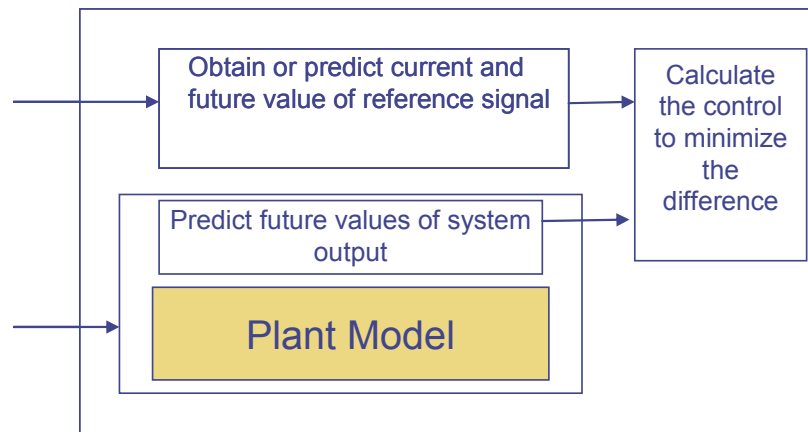 Obtain or predict current and
future value of reference signal
Calculate
the control
to minimize
the
difference
Predict future values of system
output
Plant Model